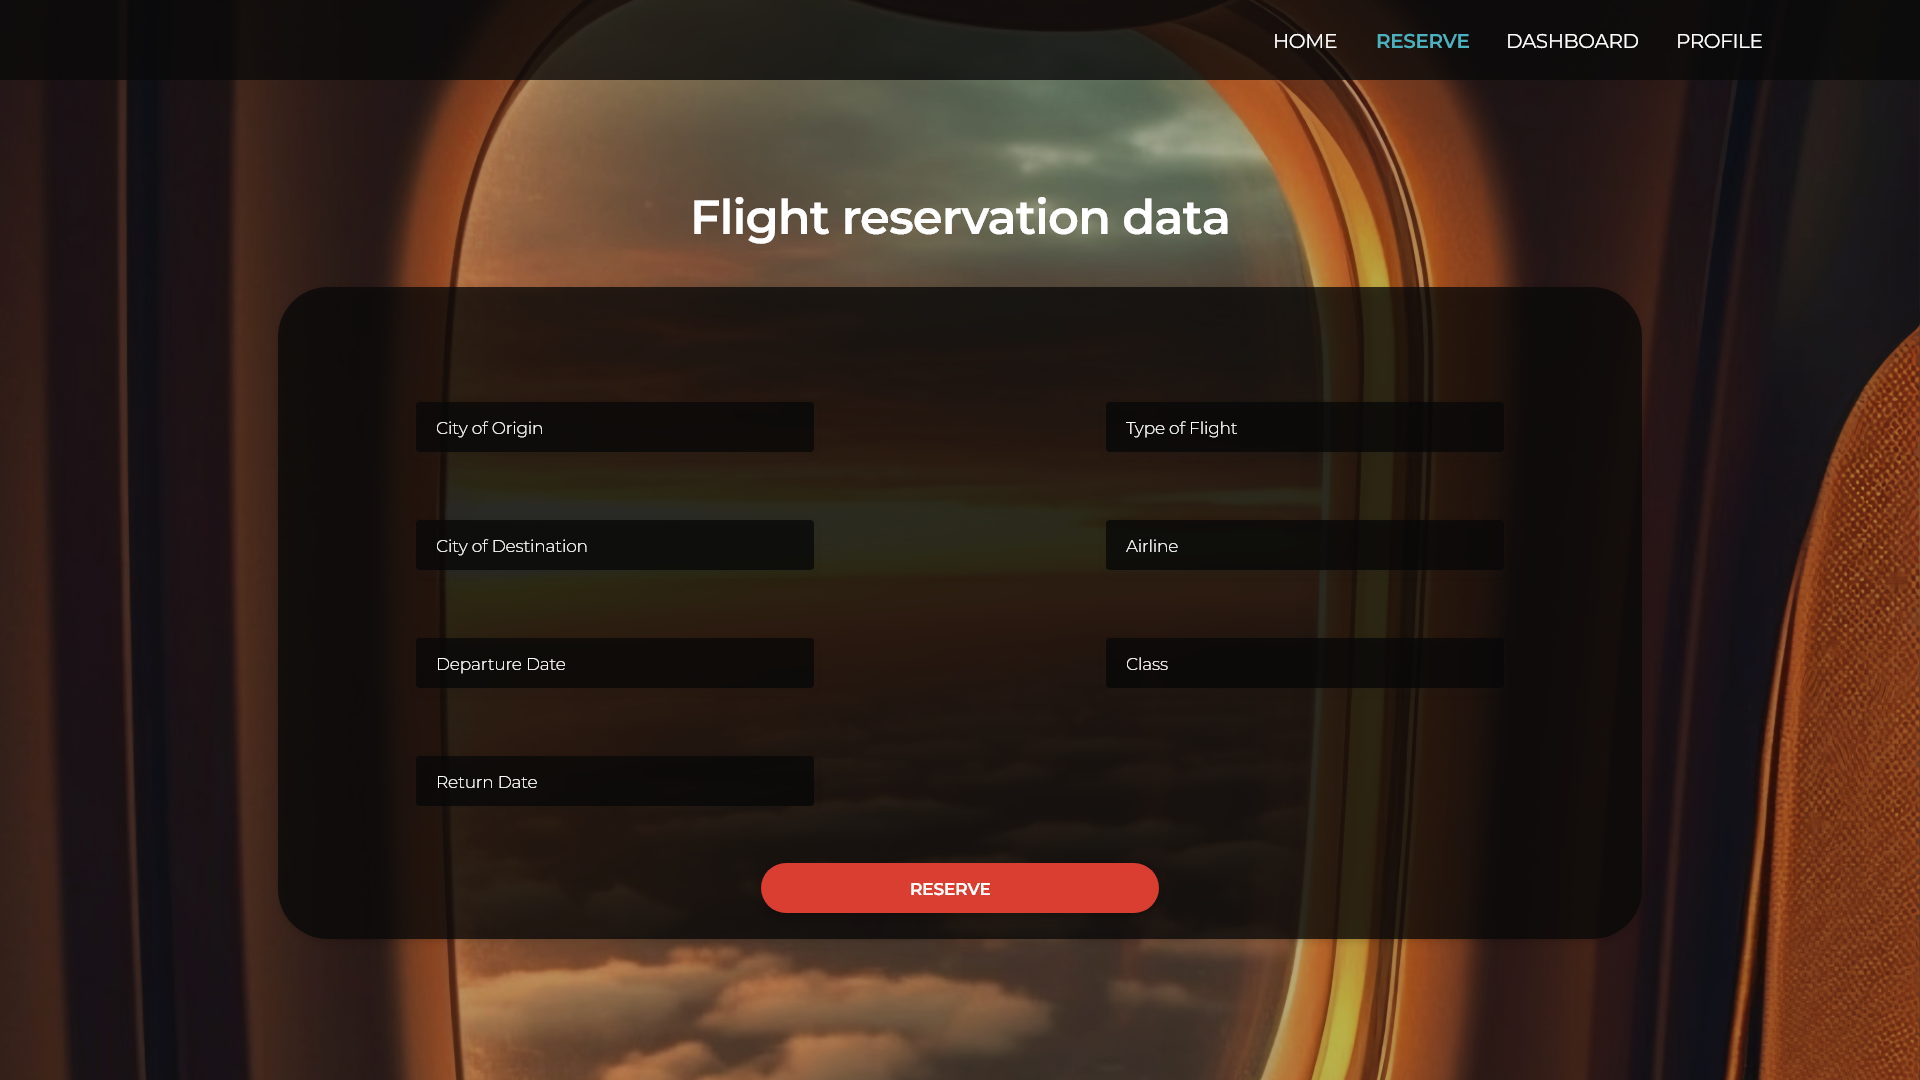 HOME RESERVE DASHBOARD PROFILE
Flight reservation data
City of Origin
Type of Flight
City of Destination
Airline
Departure Date
Class
Return Date
RESERVE